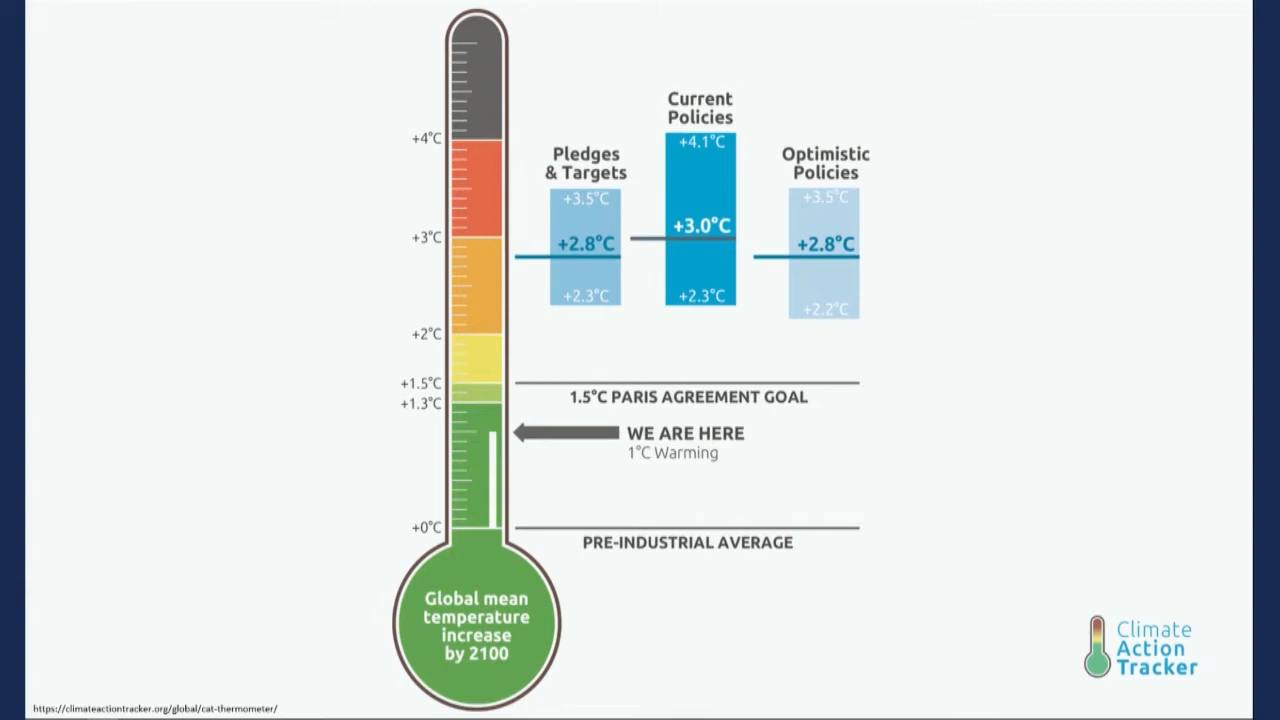 Current
Policies
+4°C
+4.1°C
Pledges
& Targets
Optimistic
Policies
+3.5°C
+3.5°C
+3°C
+2.8°C
+3.0°C
+2.8°C
+2.3°C
+2.3°C
+2.2°C
+2°C
+1.5°C
1.5°C PARIS AGREEMENT GOAL
+1.3°C
WE ARE HERE
1°C Warming
+0°C
PRE-INDUSTRIAL AVERAGE
Global mean
temperature
increase
by 2100
Climate
Action
Tracker
https://climateactiontracker.org/global/cat-thermometer/